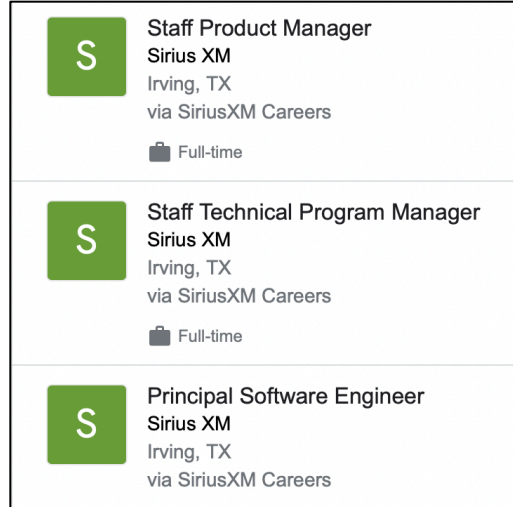 S
Staff Product Manager
Sirius XM
Irving, TX
via SiriusXM Careers
Full-time
S
Staff Technical Program Manager
Sirius XM
Irving, TX
via SiriusXM Careers
Full-time
S
Principal Software Engineer
Sirius XM
Irving, TX
via SiriusXM Careers